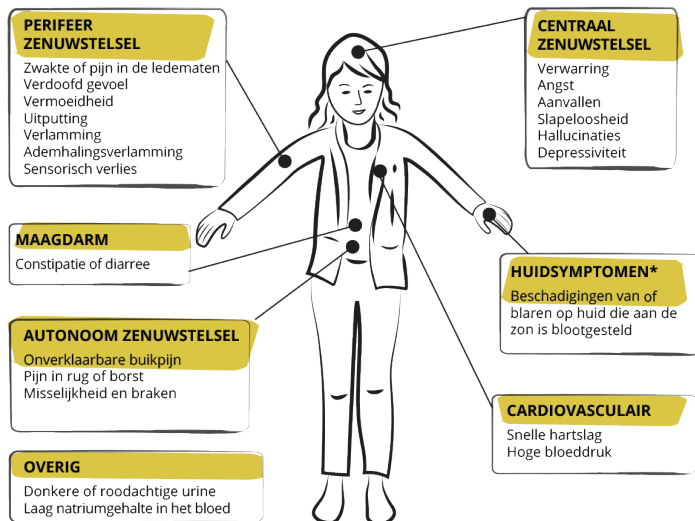 PERIFEER
ZENUWSTELSEL
Zwakte of pijn in de ledematen
Verdoofd gevoel
Vermoeidheid
Uitputting
Verlamming
Ademhalingsverlamming
Sensorisch verlies
CENTRAAL
ZENUWSTELSEL
Verwarring
Angst
Aanvallen
Slapeloosheid
Hallucinaties
Depressiviteit
MAAGDARM
Constipatie of diarree
HUIDSYMPTOMEN*
Beschadigingen van of
blaren op huid die aan de
zon is blootgesteld
AUTONOOM ZENUWSTELSEL
Onverklaarbare buikpijn
Pijn in rug of borst
Misselijkheid en braken
CARDIOVASCULAIR
Snelle hartslag
Hoge bloeddruk
OVERIG
Donkere of roodachtige urine
Laag natriumgehalte in het bloed